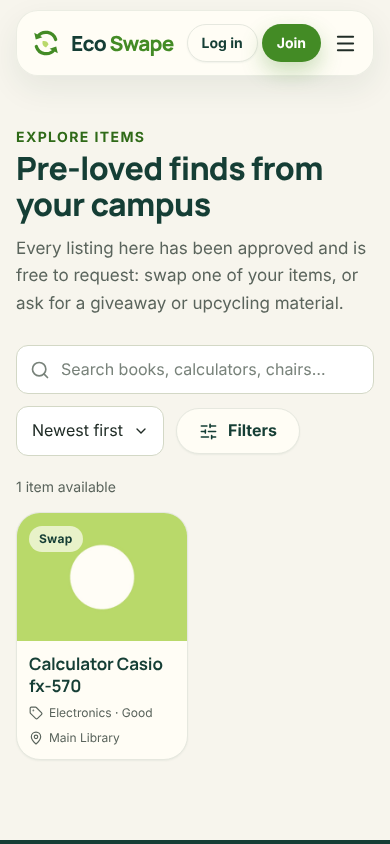 Eco Swape
Log in
Join
EXPLORE ITEMS
Pre-loved finds from
your campus
Every listing here has been approved and is
free to request: swap one of your items, or
ask for a giveaway or upcycling material.
Search books, calculators, chairs...
Newest first
Filters
1 item available
Swap
Calculator Casio
fx-570
Electronics · Good
Main Library